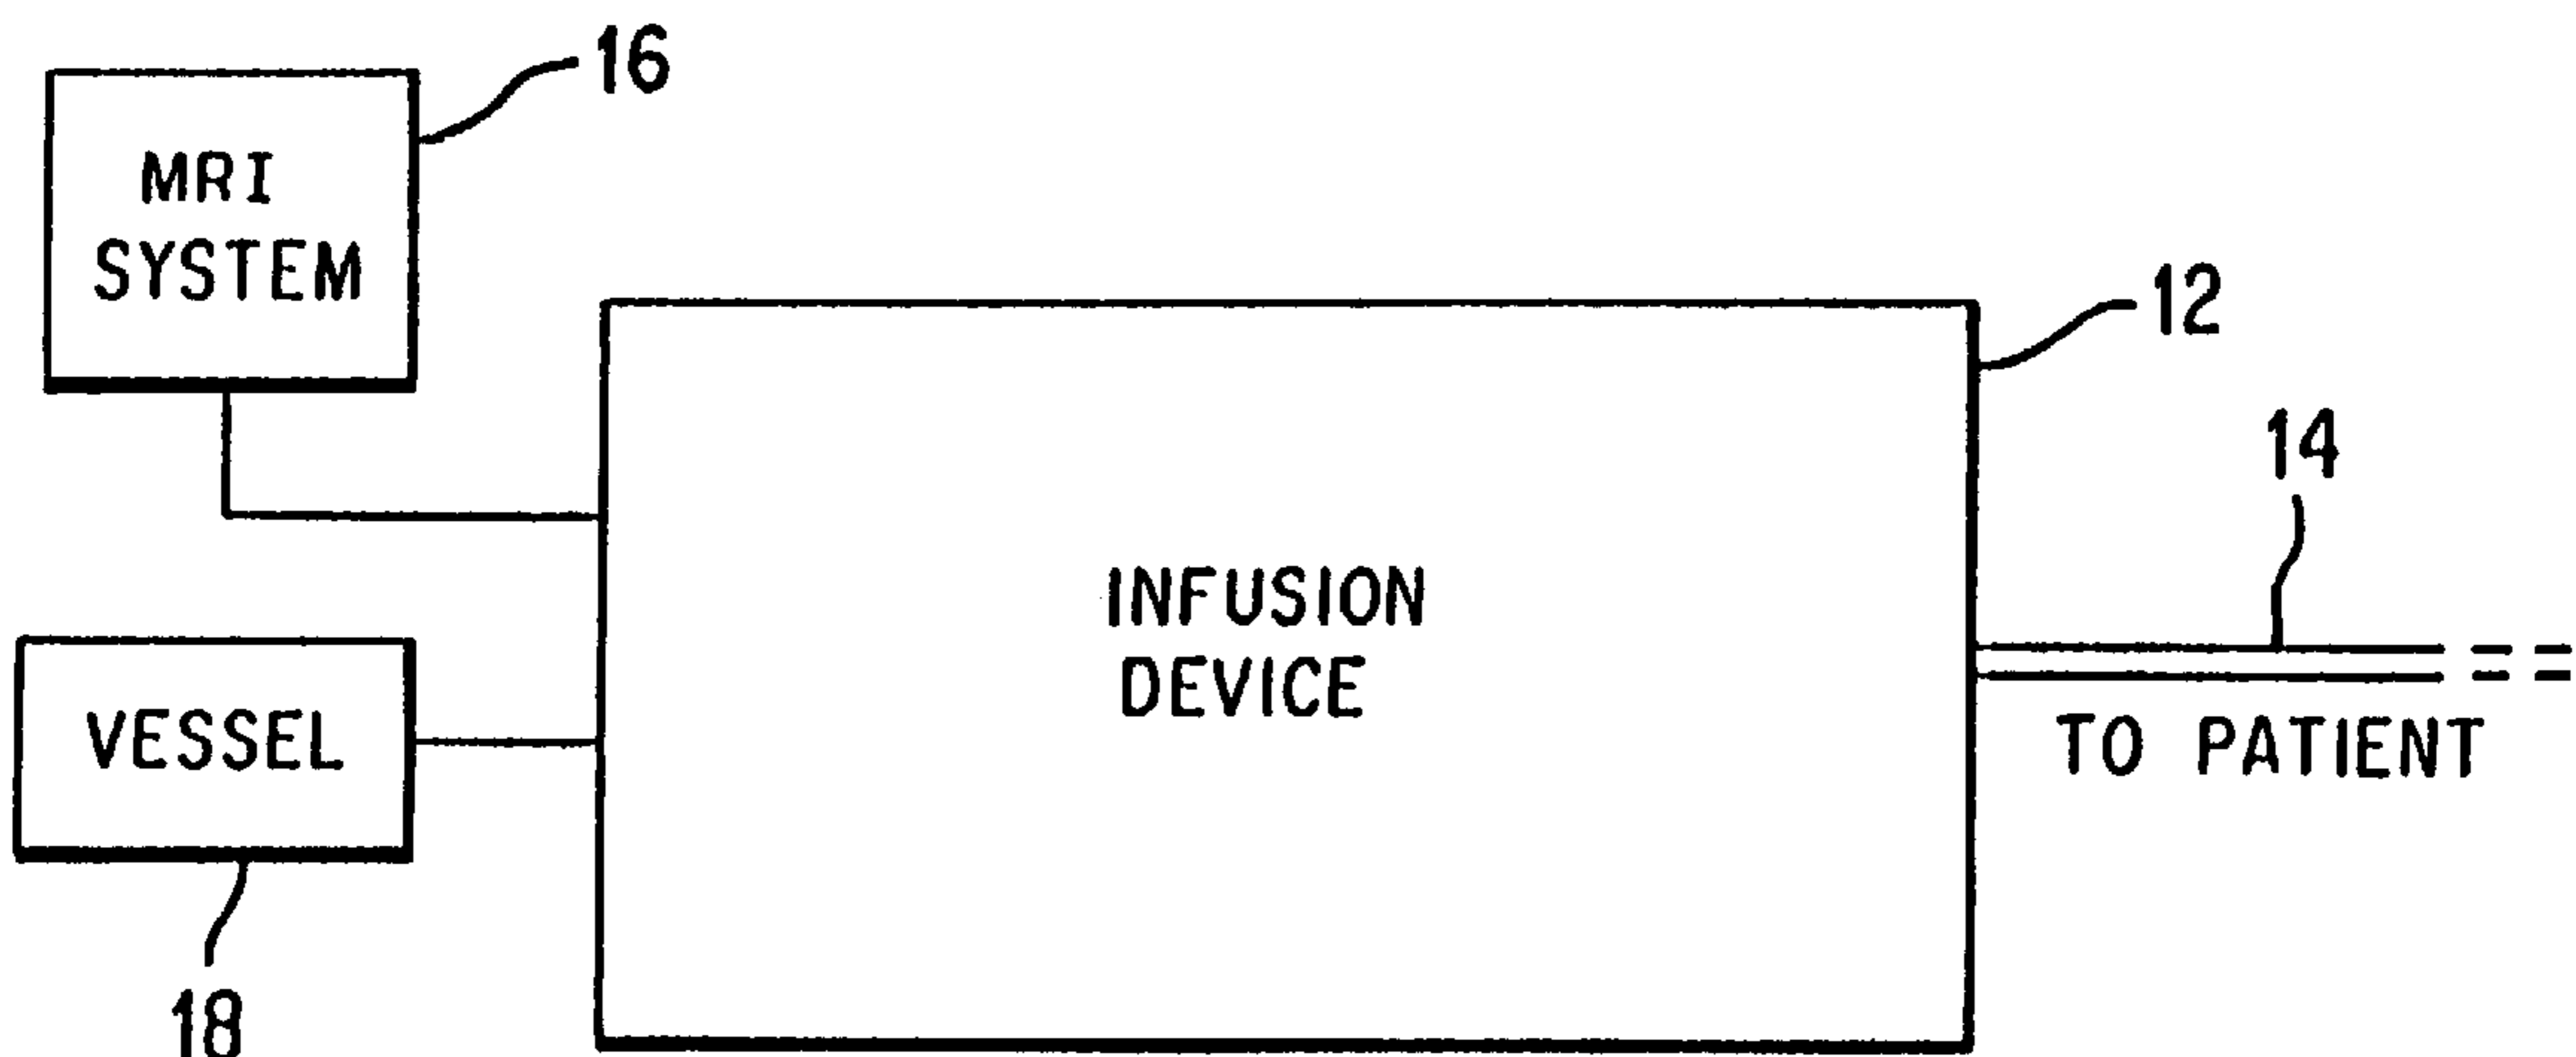 16
MRI
SYSTEM
12
14
INFUSION
DEVICE
VESSEL
TO PATIENT
18